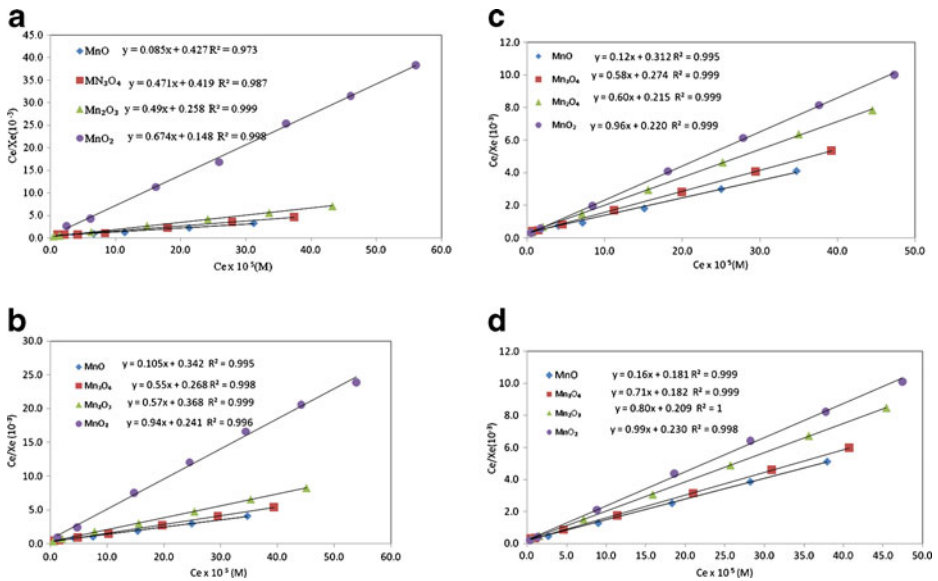 a
45.0
40.0
35.0
30.0
25.0
20.0
15.0
10.0
5.0
0.0
Ce/Xe(10⁻³)
MnO y = 0.085x + 0.427 R² = 0.973
MN₃O₄ y = 0.471x + 0.419 R² = 0.987
Mn₂O₃ y = 0.49x + 0.258 R² = 0.999
MnO₂ y = 0.674x + 0.148 R² = 0.998
0.0 10.0 20.0 30.0 40.0 50.0 60.0
Ce x 10⁵(M)
c
12.0
10.0
8.0
6.0
4.0
2.0
0.0
Ce/Xe (10⁻³)
MnO y = 0.12x + 0.312 R² = 0.995
Mn₃O₄ y = 0.58x + 0.274 R² = 0.999
Mn₂O₄ y = 0.60x + 0.215 R² = 0.999
MnO₂ y = 0.96x + 0.220 R² = 0.999
0.0 10.0 20.0 30.0 40.0 50.0
Ce x 10⁵(M)
b
30.0
25.0
20.0
15.0
10.0
5.0
0.0
Ce/Xe(10⁻³)
MnO y = 0.105x + 0.342 R² = 0.995
y = 0.55x + 0.268 R² = 0.998
y = 0.57x + 0.368 R² = 0.999
y = 0.94x + 0.241 R² = 0.996
0.0 10.0 20.0 30.0 40.0 50.0 60.0
Ce x 10⁵ (M)
d
12.0
10.0
8.0
6.0
4.0
2.0
0.0
Ce/Xe (10⁻³)
MnO y = 0.16x + 0.181 R² = 0.999
Mn₃O₄ y = 0.71x + 0.182 R² = 0.999
y = 0.80x + 0.209 R² = 1
MnO₂ y = 0.99x + 0.230 R² = 0.998
0.0 5.0 10.0 15.0 20.0 25.0 30.0 35.0 40.0 45.0 50.0
Ce x 10⁵ (M)